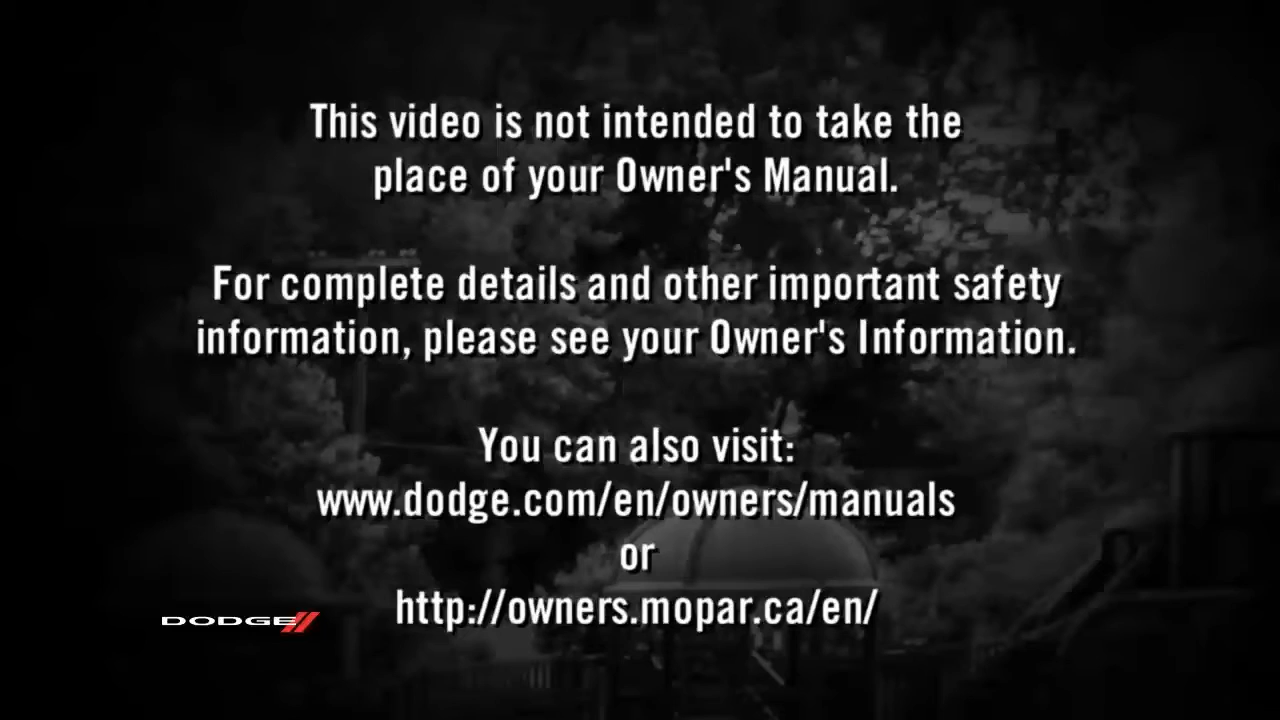 This video is not intended to take the
place of your Owner's Manual.
For complete details and other important safety
information, please see your Owner's Information.
You can also visit:
www.dodge.com/en/owners/manuals
or
http://owners.mopar.ca/en/
DODGE